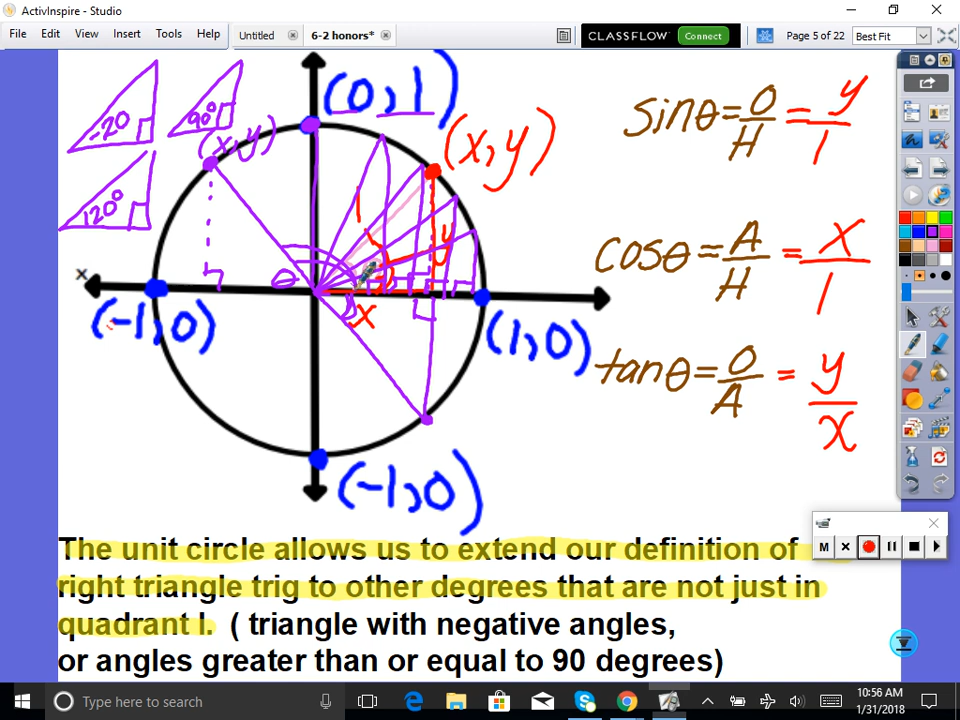 ActivInspire - Studio
File Edit View Insert Tools Help
Untitled
6-2 honors*
CLASSFLOW Connect
Page 5 of 22
Best Fit
(0,1)
-20
90°
120°
(x,y)
(x,y)
1
y
θ
x
x
(-1,0)
(1,0)
(-1,0)
sinθ = O/H = y/1
cosθ = A/H = x/1
tanθ = O/A = y/x
M
The unit circle allows us to extend our definition of
right triangle trig to other degrees that are not just in
quadrant I. ( triangle with negative angles,
or angles greater than or equal to 90 degrees)
Type here to search
10:56 AM
1/31/2018